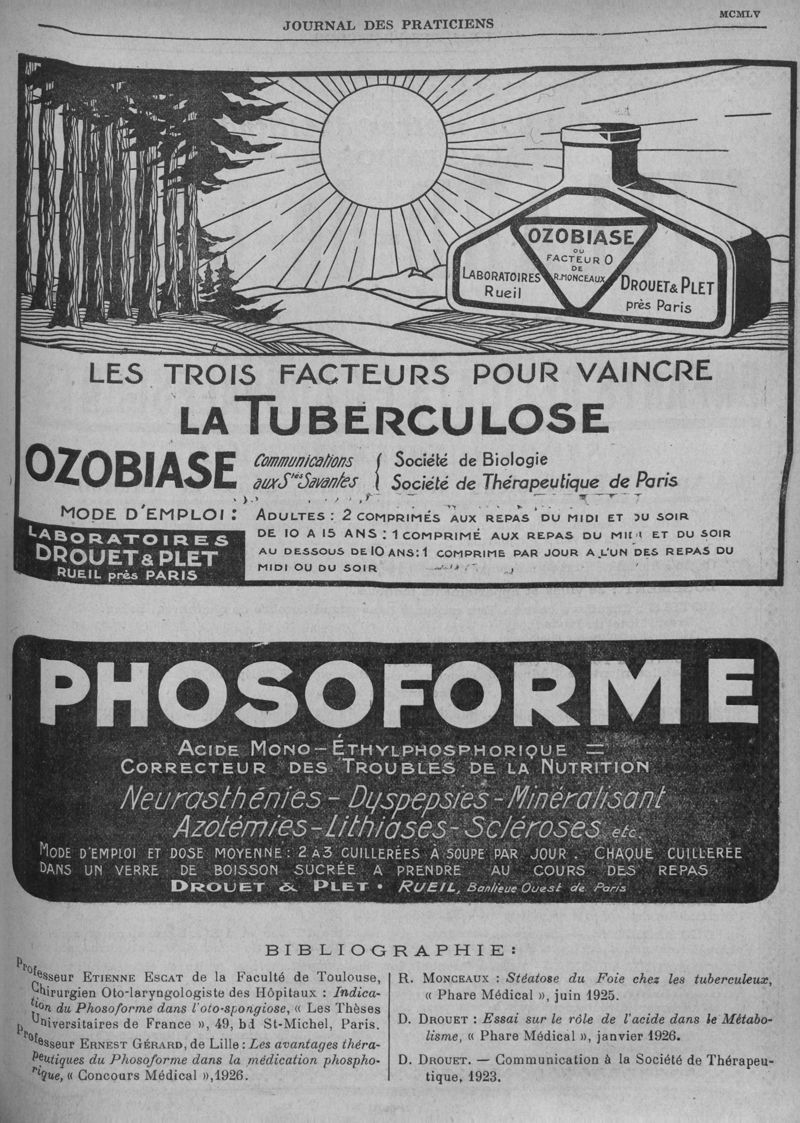 JOURNAL DES PRATICIENS
MCMLV
OZOBIASE
OU
FACTEUR O
DE
R. MONCEAUX
LABORATOIRES
Rueil
DROUET & PLET
près Paris
LES TROIS FACTEURS POUR VAINCRE
LA TUBERCULOSE
OZOBIASE
Communications
aux Stés Savantes
Société de Biologie
Société de Thérapeutique de Paris
MODE D'EMPLOI :
ADULTES : 2 COMPRIMÉS AUX REPAS DU MIDI ET DU SOIR
DE 10 A 15 ANS : 1 COMPRIMÉ AUX REPAS DU MIDI ET DU SOIR
AU DESSOUS DE 10 ANS : 1 COMPRIME PAR JOUR A L'UN DES REPAS DU
MIDI OU DU SOIR
LABORATOIRES
DROUET & PLET
RUEIL près PARIS
PHOSOFORME
ACIDE MONO-ÉTHYLPHOSPHORIQUE =
CORRECTEUR DES TROUBLES DE LA NUTRITION
Neurasthénies - Dyspepsies - Minéralisant
Azotémies - Lithiases - Scléroses etc.
MODE D'EMPLOI ET DOSE MOYENNE : 2 à 3 CUILLERÉES À SOUPE PAR JOUR. CHAQUE CUILLERÉE
DANS UN VERRE DE BOISSON SUCRÉE A PRENDRE AU COURS DES REPAS
DROUET & PLET • RUEIL, Banlieue Ouest de Paris
BIBLIOGRAPHIE :
Professeur ETIENNE ESCAT de la Faculté de Toulouse,
Chirurgien Oto-laryngologiste des Hôpitaux : Indica-
tion du Phosoforme dans l'oto-spongiose, « Les Thèses
Universitaires de France », 49, bd St-Michel, Paris.
Professeur ERNEST GÉRARD, de Lille : Les avantages théra-
peutiques du Phosoforme dans la médication phospho-
rique, « Concours Médical », 1926.
R. MONCEAUX : Stéatose du Foie chez les tuberculeux,
« Phare Médical », juin 1925.
D. DROUET : Essai sur le rôle de l'acide dans le Métabo-
lisme, « Phare Médical », janvier 1926.
D. DROUET. — Communication à la Société de Thérapeu-
tique, 1923.